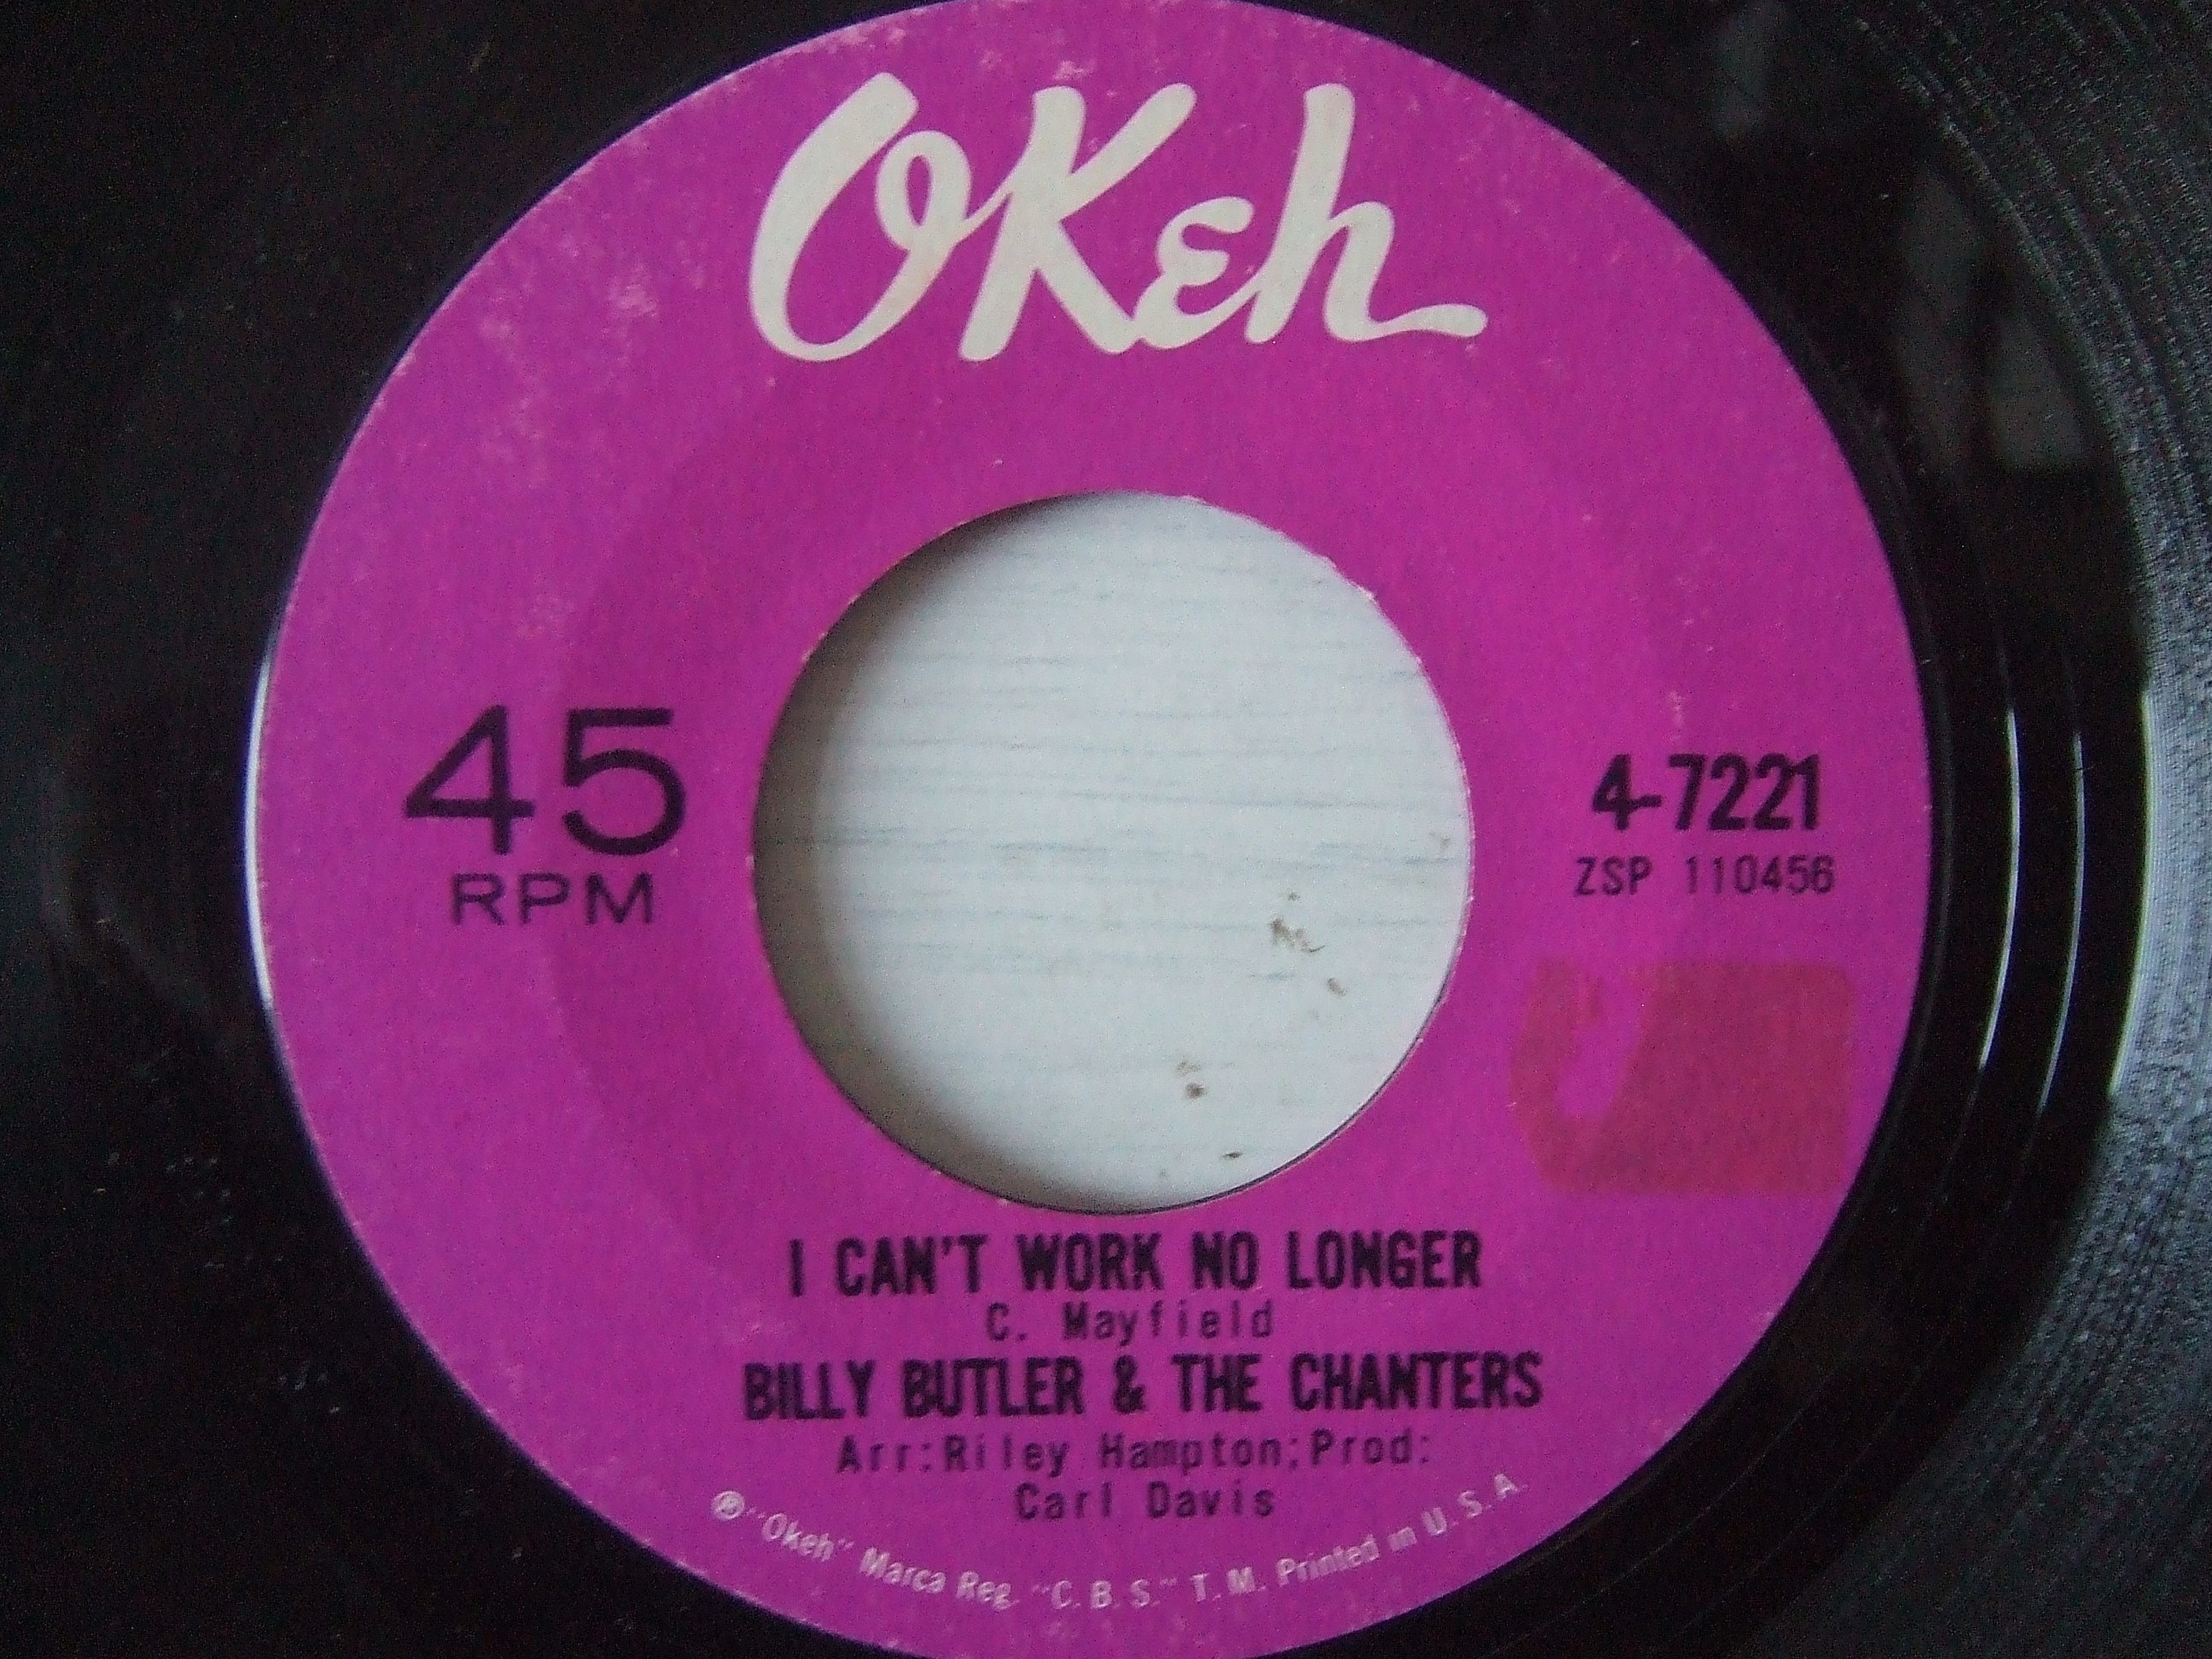 OKeh
45
RPM
4-7221
ZSP 110456
I CAN'T WORK NO LONGER
C. Mayfield
BILLY BUTLER & THE CHANTERS
Arr:Riley Hampton;Prod:
Carl Davis
® "Okeh" Marca Reg. "C.B.S." T.M. Printed in U.S.A.